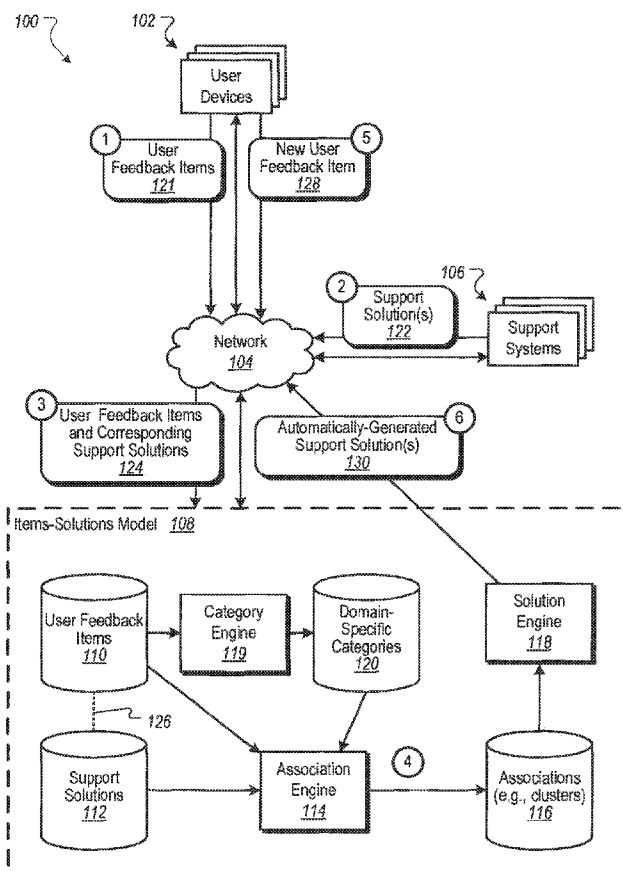 100
102
User
Devices
1
User
Feedback Items
121
5
New User
Feedback Item
128
106
2
Support
Solution(s)
122
Support
Systems
Network
104
3
User Feedback Items
and Corresponding
Support Solutions
124
6
Automatically-Generated
Support Solution(s)
130
Items-Solutions Model 108
User Feedback
Items
110
Category
Engine
119
Domain-
Specific
Categories
120
Solution
Engine
118
126
Support
Solutions
112
Association
Engine
114
4
Associations
(e.g., clusters)
116